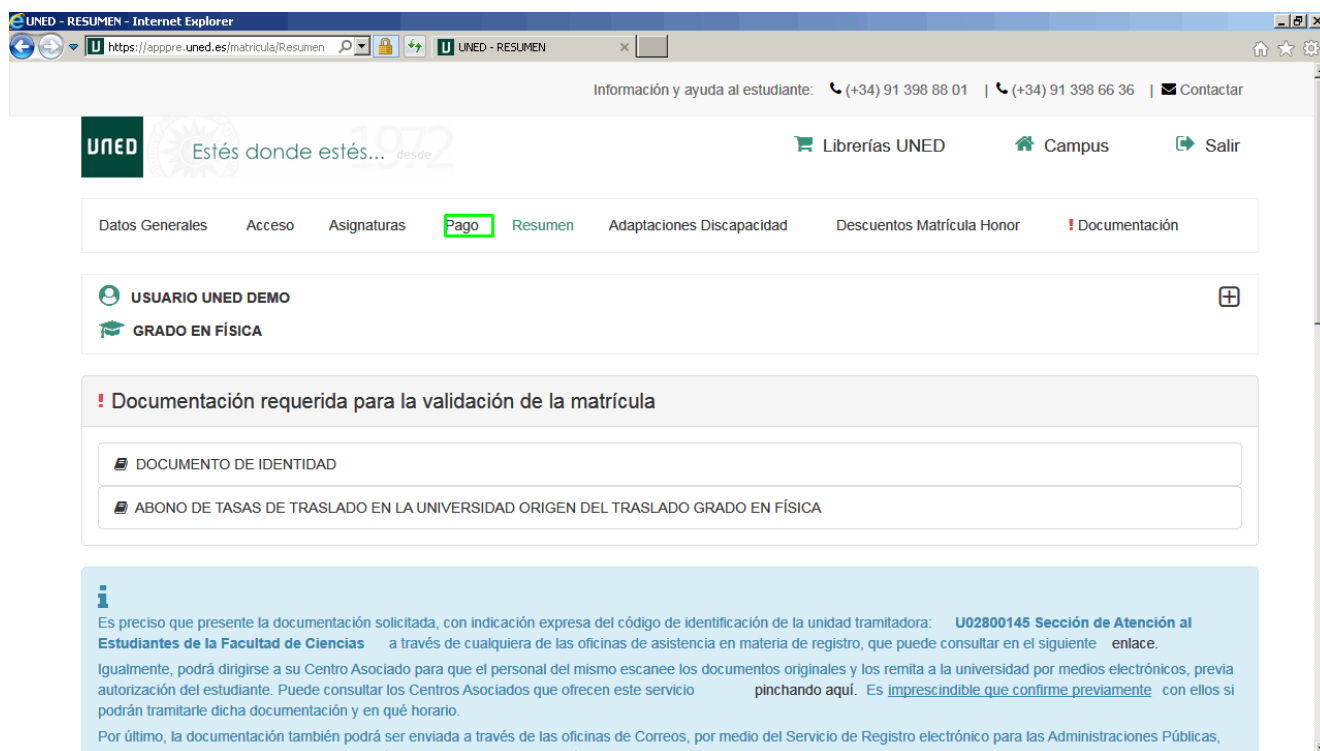 UNED - RESUMEN - Internet Explorer
https://apppre.uned.es/matricula/Resumen
UNED - RESUMEN
Información y ayuda al estudiante: (+34) 91 398 88 01 | (+34) 91 398 66 36 | Contactar
UNED Estés donde estés... desde 1972 Librerías UNED Campus Salir
Datos Generales Acceso Asignaturas Pago Resumen Adaptaciones Discapacidad Descuentos Matrícula Honor ! Documentación
USUARIO UNED DEMO
GRADO EN FÍSICA
! Documentación requerida para la validación de la matrícula
DOCUMENTO DE IDENTIDAD
ABONO DE TASAS DE TRASLADO EN LA UNIVERSIDAD ORIGEN DEL TRASLADO GRADO EN FÍSICA
Es preciso que presente la documentación solicitada, con indicación expresa del código de identificación de la unidad tramitadora: U02800145 Sección de Atención al
Estudiantes de la Facultad de Ciencias a través de cualquiera de las oficinas de asistencia en materia de registro, que puede consultar en el siguiente enlace.
Igualmente, podrá dirigirse a su Centro Asociado para que el personal del mismo escanee los documentos originales y los remita a la universidad por medios electrónicos, previa
autorización del estudiante. Puede consultar los Centros Asociados que ofrecen este servicio pinchando aquí. Es imprescindible que confirme previamente con ellos si
podrán tramitarle dicha documentación y en qué horario.
Por último, la documentación también podrá ser enviada a través de las oficinas de Correos, por medio del Servicio de Registro electrónico para las Administraciones Públicas,